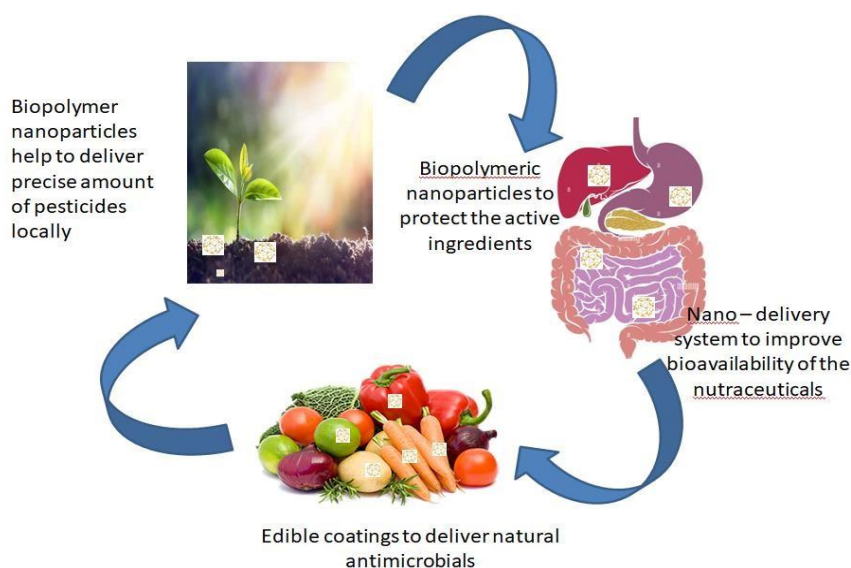 Biopolymer
nanoparticles
help to deliver
precise amount
of pesticides
locally
Biopolymeric
nanoparticles to
protect the active
ingredients
Nano – delivery
system to improve
bioavailability of the
nutraceuticals
Edible coatings to deliver natural
antimicrobials